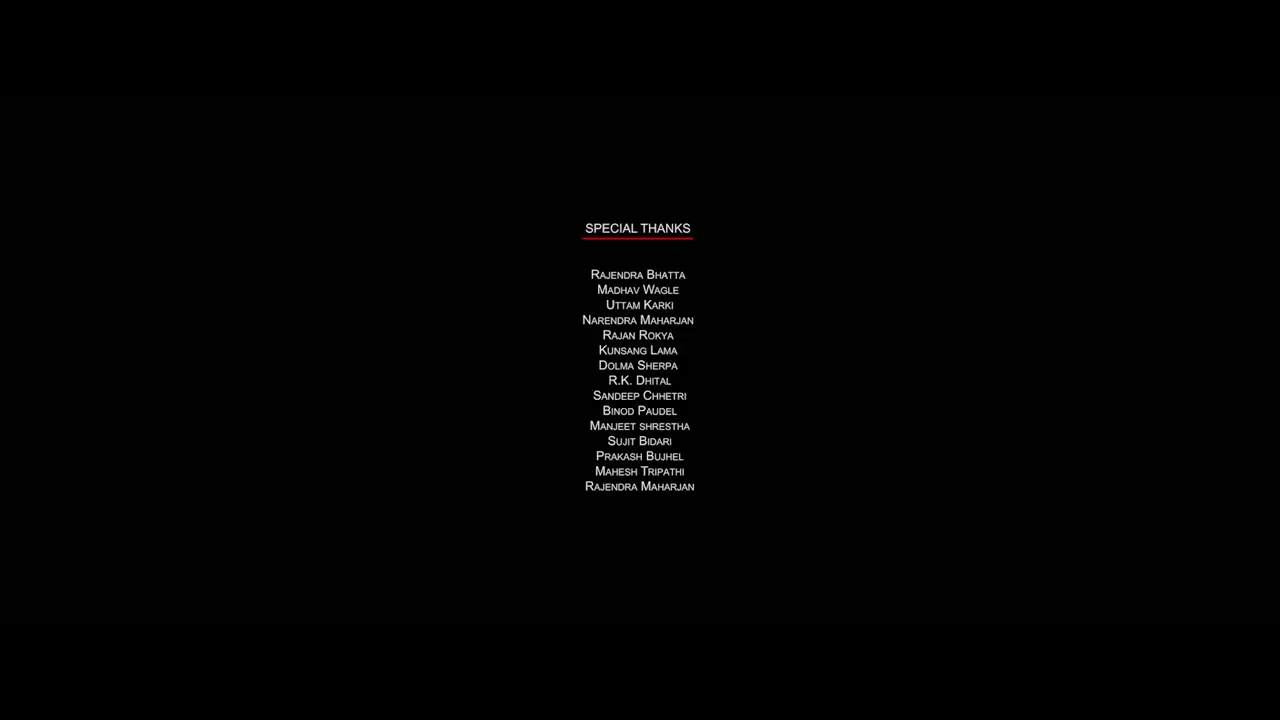 SPECIAL THANKS
Rajendra Bhatta
Madhav Wagle
Uttam Karki
Narendra Maharjan
Rajan Rokya
Kunsang Lama
Dolma Sherpa
R.K. Dhital
Sandeep Chhetri
Binod Paudel
Manjeet shrestha
Sujit Bidari
Prakash Bujhel
Mahesh Tripathi
Rajendra Maharjan